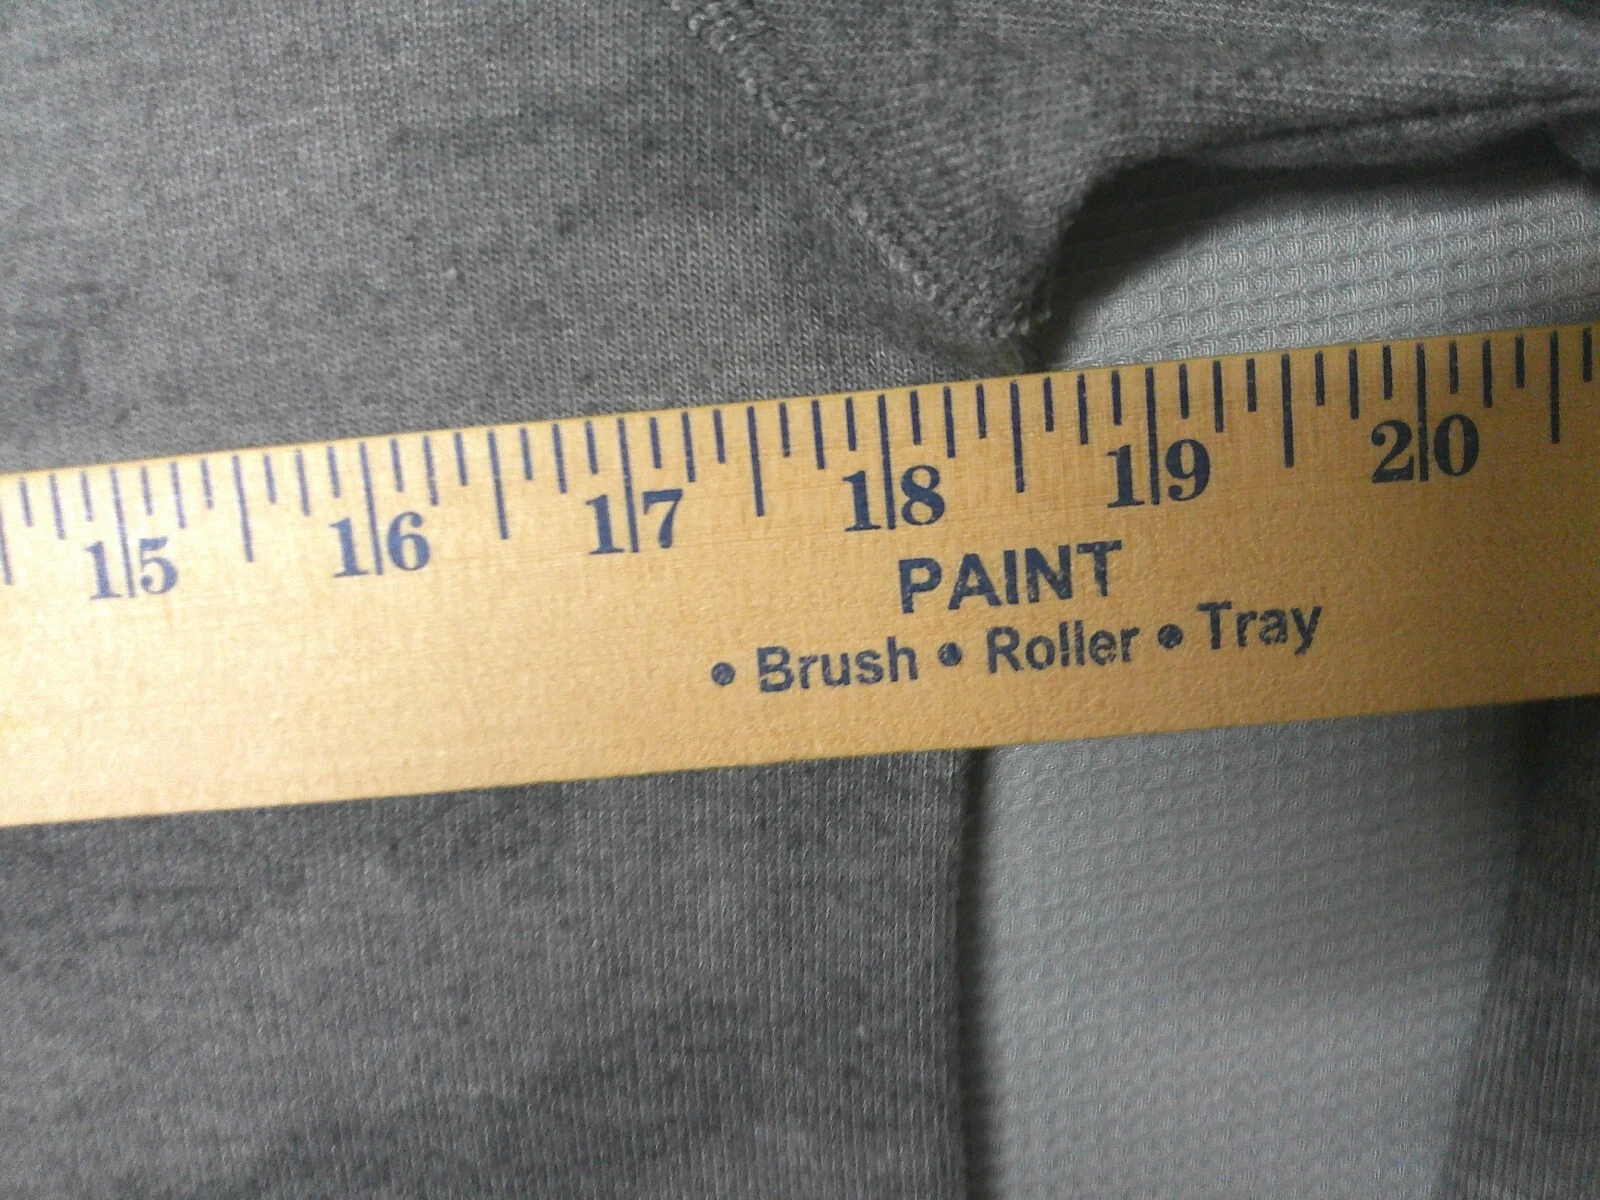 15 16 17 18 19 20
PAINT
• Brush • Roller • Tray